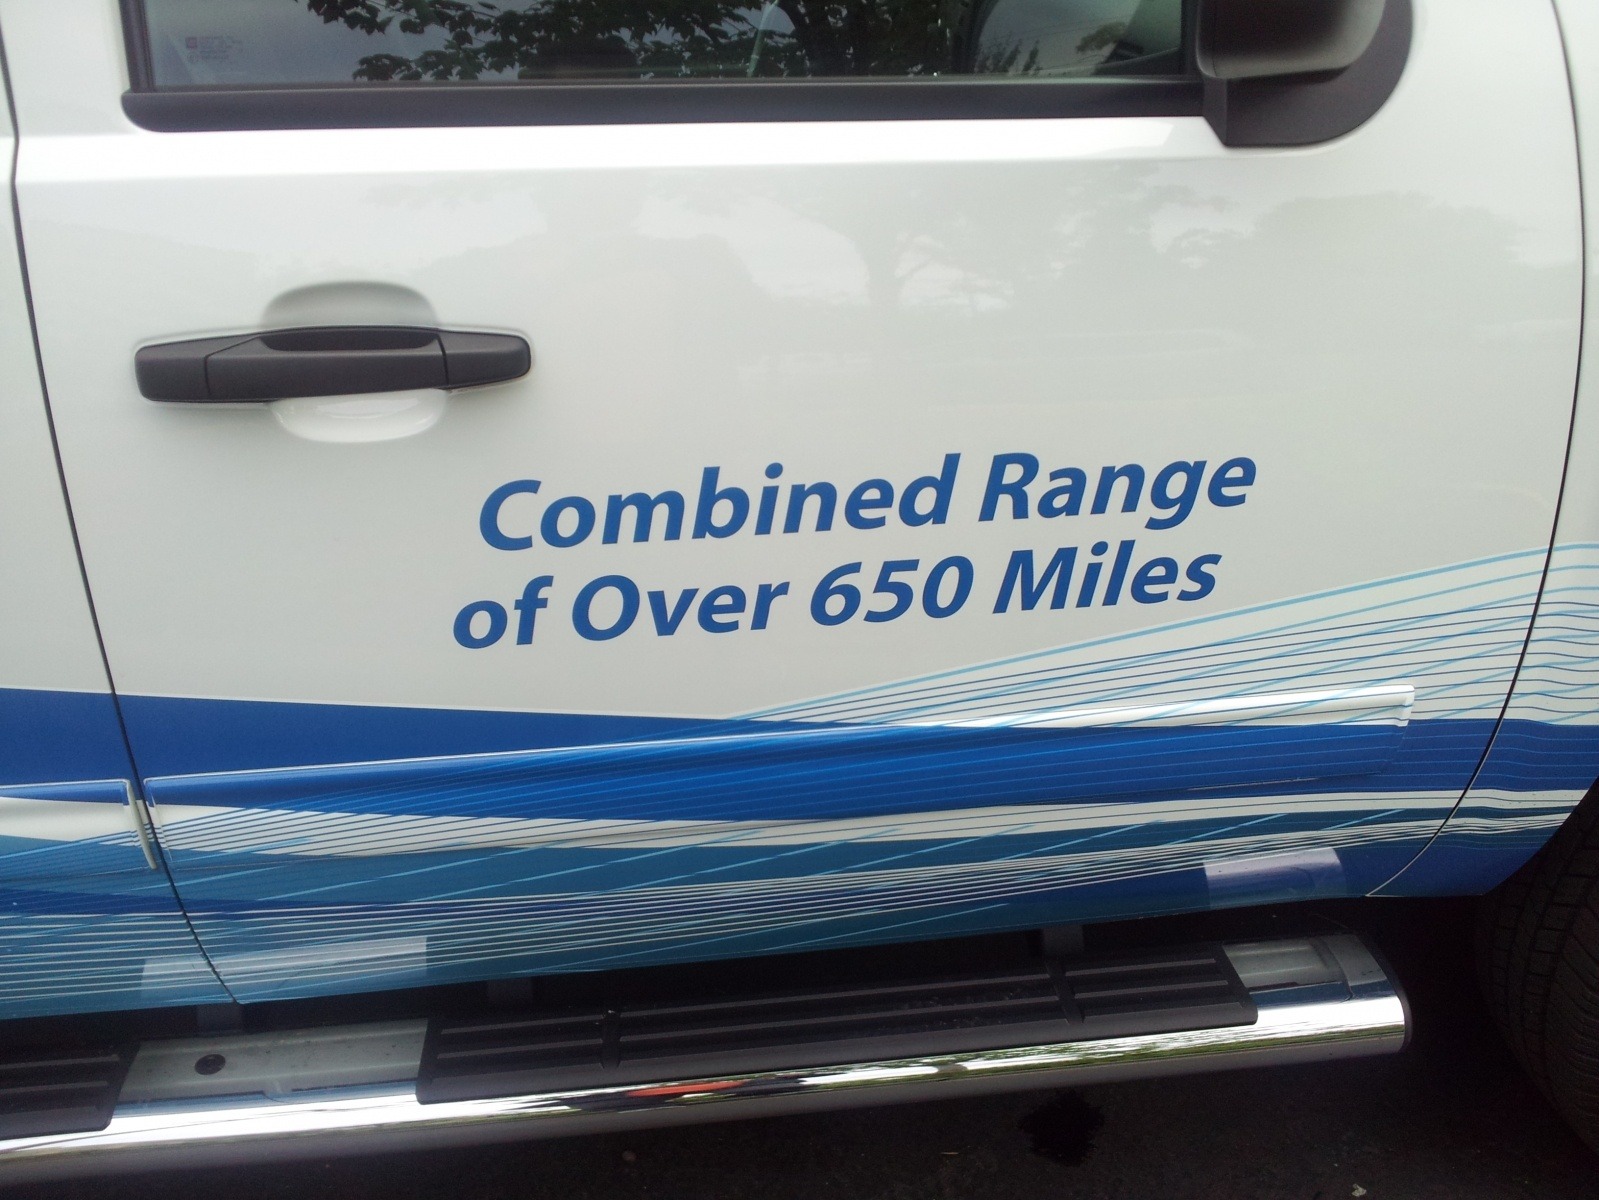 Combined Range
of Over 650 Miles